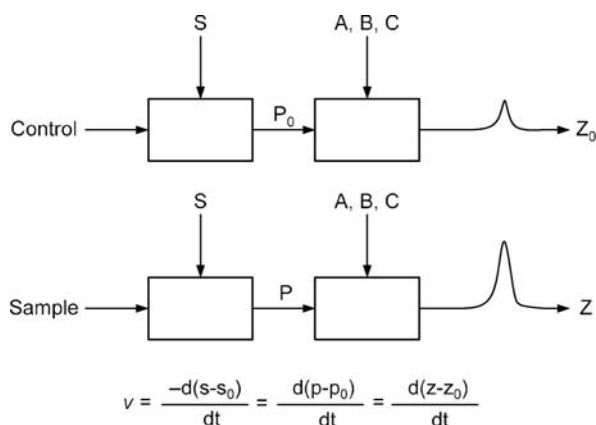 S A, B, C
Control P₀ Z₀
S A, B, C
Sample P Z
v = –d(s-s₀)/dt = d(p-p₀)/dt = d(z-z₀)/dt